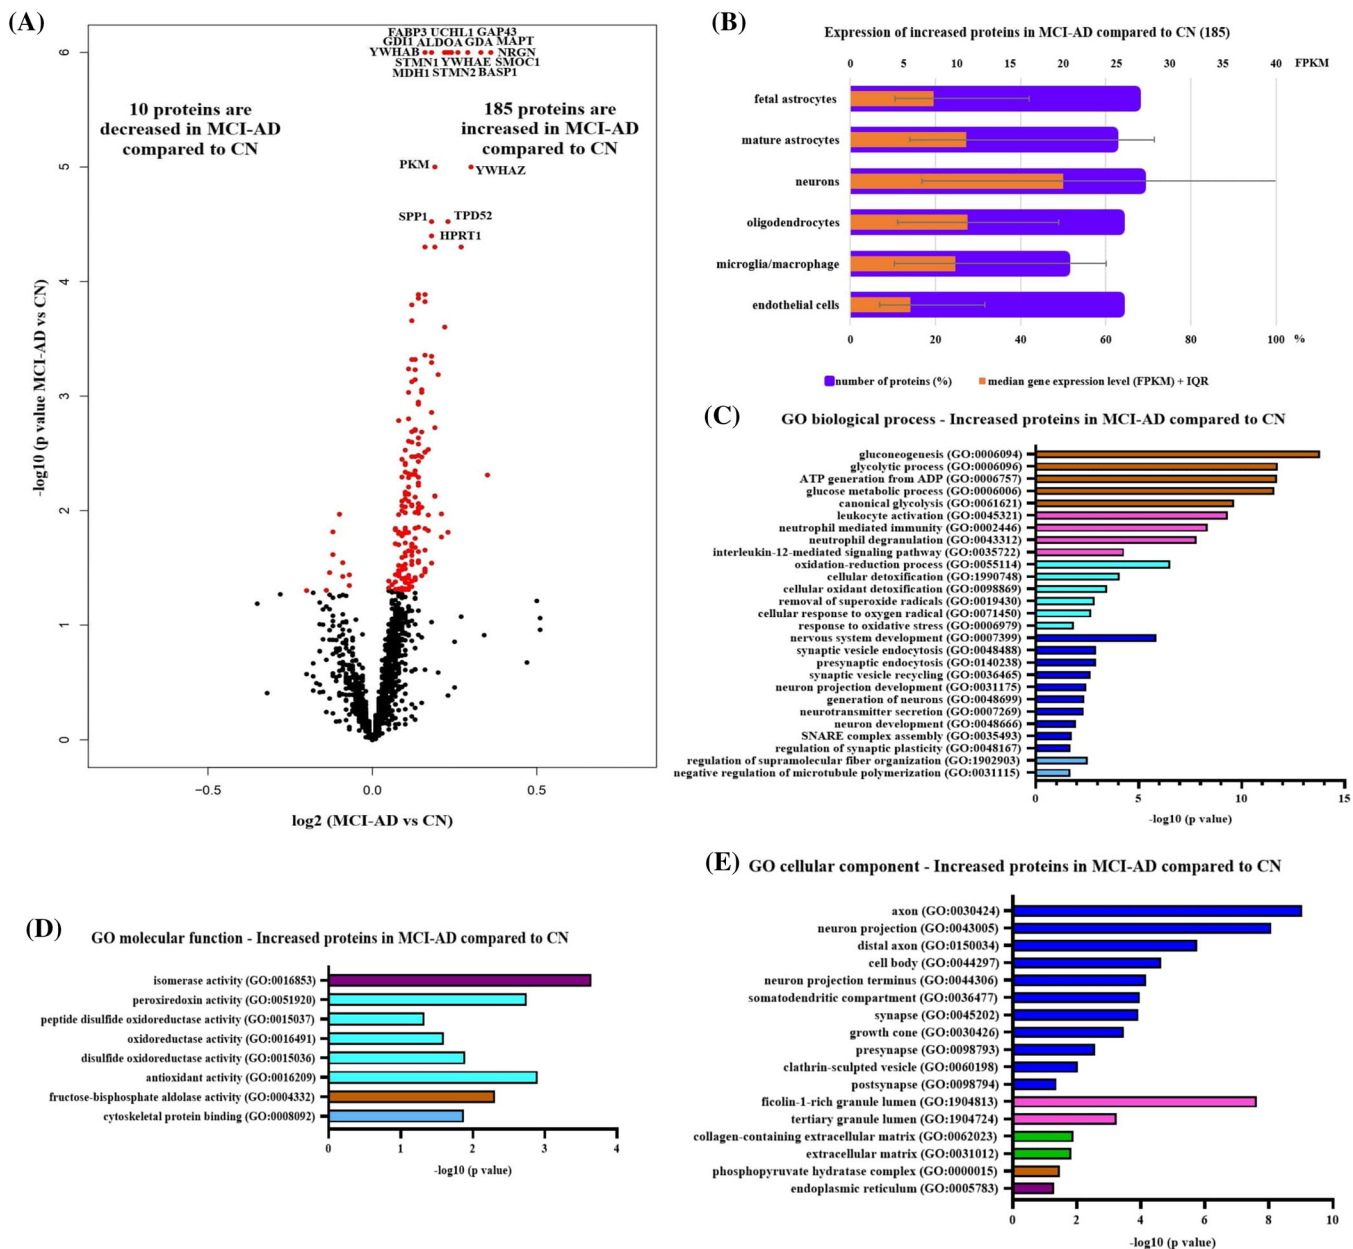 (A)
FABP3 UCHL1 GAP43
GDI1 ALDOA GDA MAPT
YWHAB NRGN
STMN1 YWHAE SMOC1
MDH1 STMN2 BASP1
10 proteins are
decreased in MCI-AD
compared to CN
185 proteins are
increased in MCI-AD
compared to CN
PKM YWHAZ
SPP1 TPD52
HPRT1
6
5
4
3
2
1
0
-log10 (p value MCI-AD vs CN)
−0.5 0.0 0.5
log2 (MCI-AD vs CN)
(B)
Expression of increased proteins in MCI-AD compared to CN (185)
0 5 10 15 20 25 30 35 40 FPKM
fetal astrocytes
mature astrocytes
neurons
oligodendrocytes
microglia/macrophage
endothelial cells
0 20 40 60 80 100 %
number of proteins (%) median gene expression level (FPKM) + IQR
(C)
GO biological process - Increased proteins in MCI-AD compared to CN
gluconeogenesis (GO:0006094)
glycolytic process (GO:0006096)
ATP generation from ADP (GO:0006757)
glucose metabolic process (GO:0006006)
canonical glycolysis (GO:0061621)
leukocyte activation (GO:0045321)
neutrophil mediated immunity (GO:0002446)
neutrophil degranulation (GO:0043312)
interleukin-12-mediated signaling pathway (GO:0035722)
oxidation-reduction process (GO:0055114)
cellular detoxification (GO:1990748)
cellular oxidant detoxification (GO:0098869)
removal of superoxide radicals (GO:0019430)
cellular response to oxygen radical (GO:0071450)
response to oxidative stress (GO:0006979)
nervous system development (GO:0007399)
synaptic vesicle endocytosis (GO:0048488)
presynaptic endocytosis (GO:0140238)
synaptic vesicle recycling (GO:0036465)
neuron projection development (GO:0031175)
generation of neurons (GO:0048699)
neurotransmitter secretion (GO:0007269)
neuron development (GO:0048666)
SNARE complex assembly (GO:0035493)
regulation of synaptic plasticity (GO:0048167)
regulation of supramolecular fiber organization (GO:1902903)
negative regulation of microtubule polymerization (GO:0031115)
0 5 10 15
-log10 (p value)
(D)
GO molecular function - Increased proteins in MCI-AD compared to CN
isomerase activity (GO:0016853)
peroxiredoxin activity (GO:0051920)
peptide disulfide oxidoreductase activity (GO:0015037)
oxidoreductase activity (GO:0016491)
disulfide oxidoreductase activity (GO:0015036)
antioxidant activity (GO:0016209)
fructose-bisphosphate aldolase activity (GO:0004332)
cytoskeletal protein binding (GO:0008092)
0 1 2 3 4
-log10 (p value)
(E)
GO cellular component - Increased proteins in MCI-AD compared to CN
axon (GO:0030424)
neuron projection (GO:0043005)
distal axon (GO:0150034)
cell body (GO:0044297)
neuron projection terminus (GO:0044306)
somatodendritic compartment (GO:0036477)
synapse (GO:0045202)
growth cone (GO:0030426)
presynapse (GO:0098793)
clathrin-sculpted vesicle (GO:0060198)
postsynapse (GO:0098794)
ficolin-1-rich granule lumen (GO:1904813)
tertiary granule lumen (GO:1904724)
collagen-containing extracellular matrix (GO:0062023)
extracellular matrix (GO:0031012)
phosphopyruvate hydratase complex (GO:0000015)
endoplasmic reticulum (GO:0005783)
0 2 4 6 8 10
-log10 (p value)